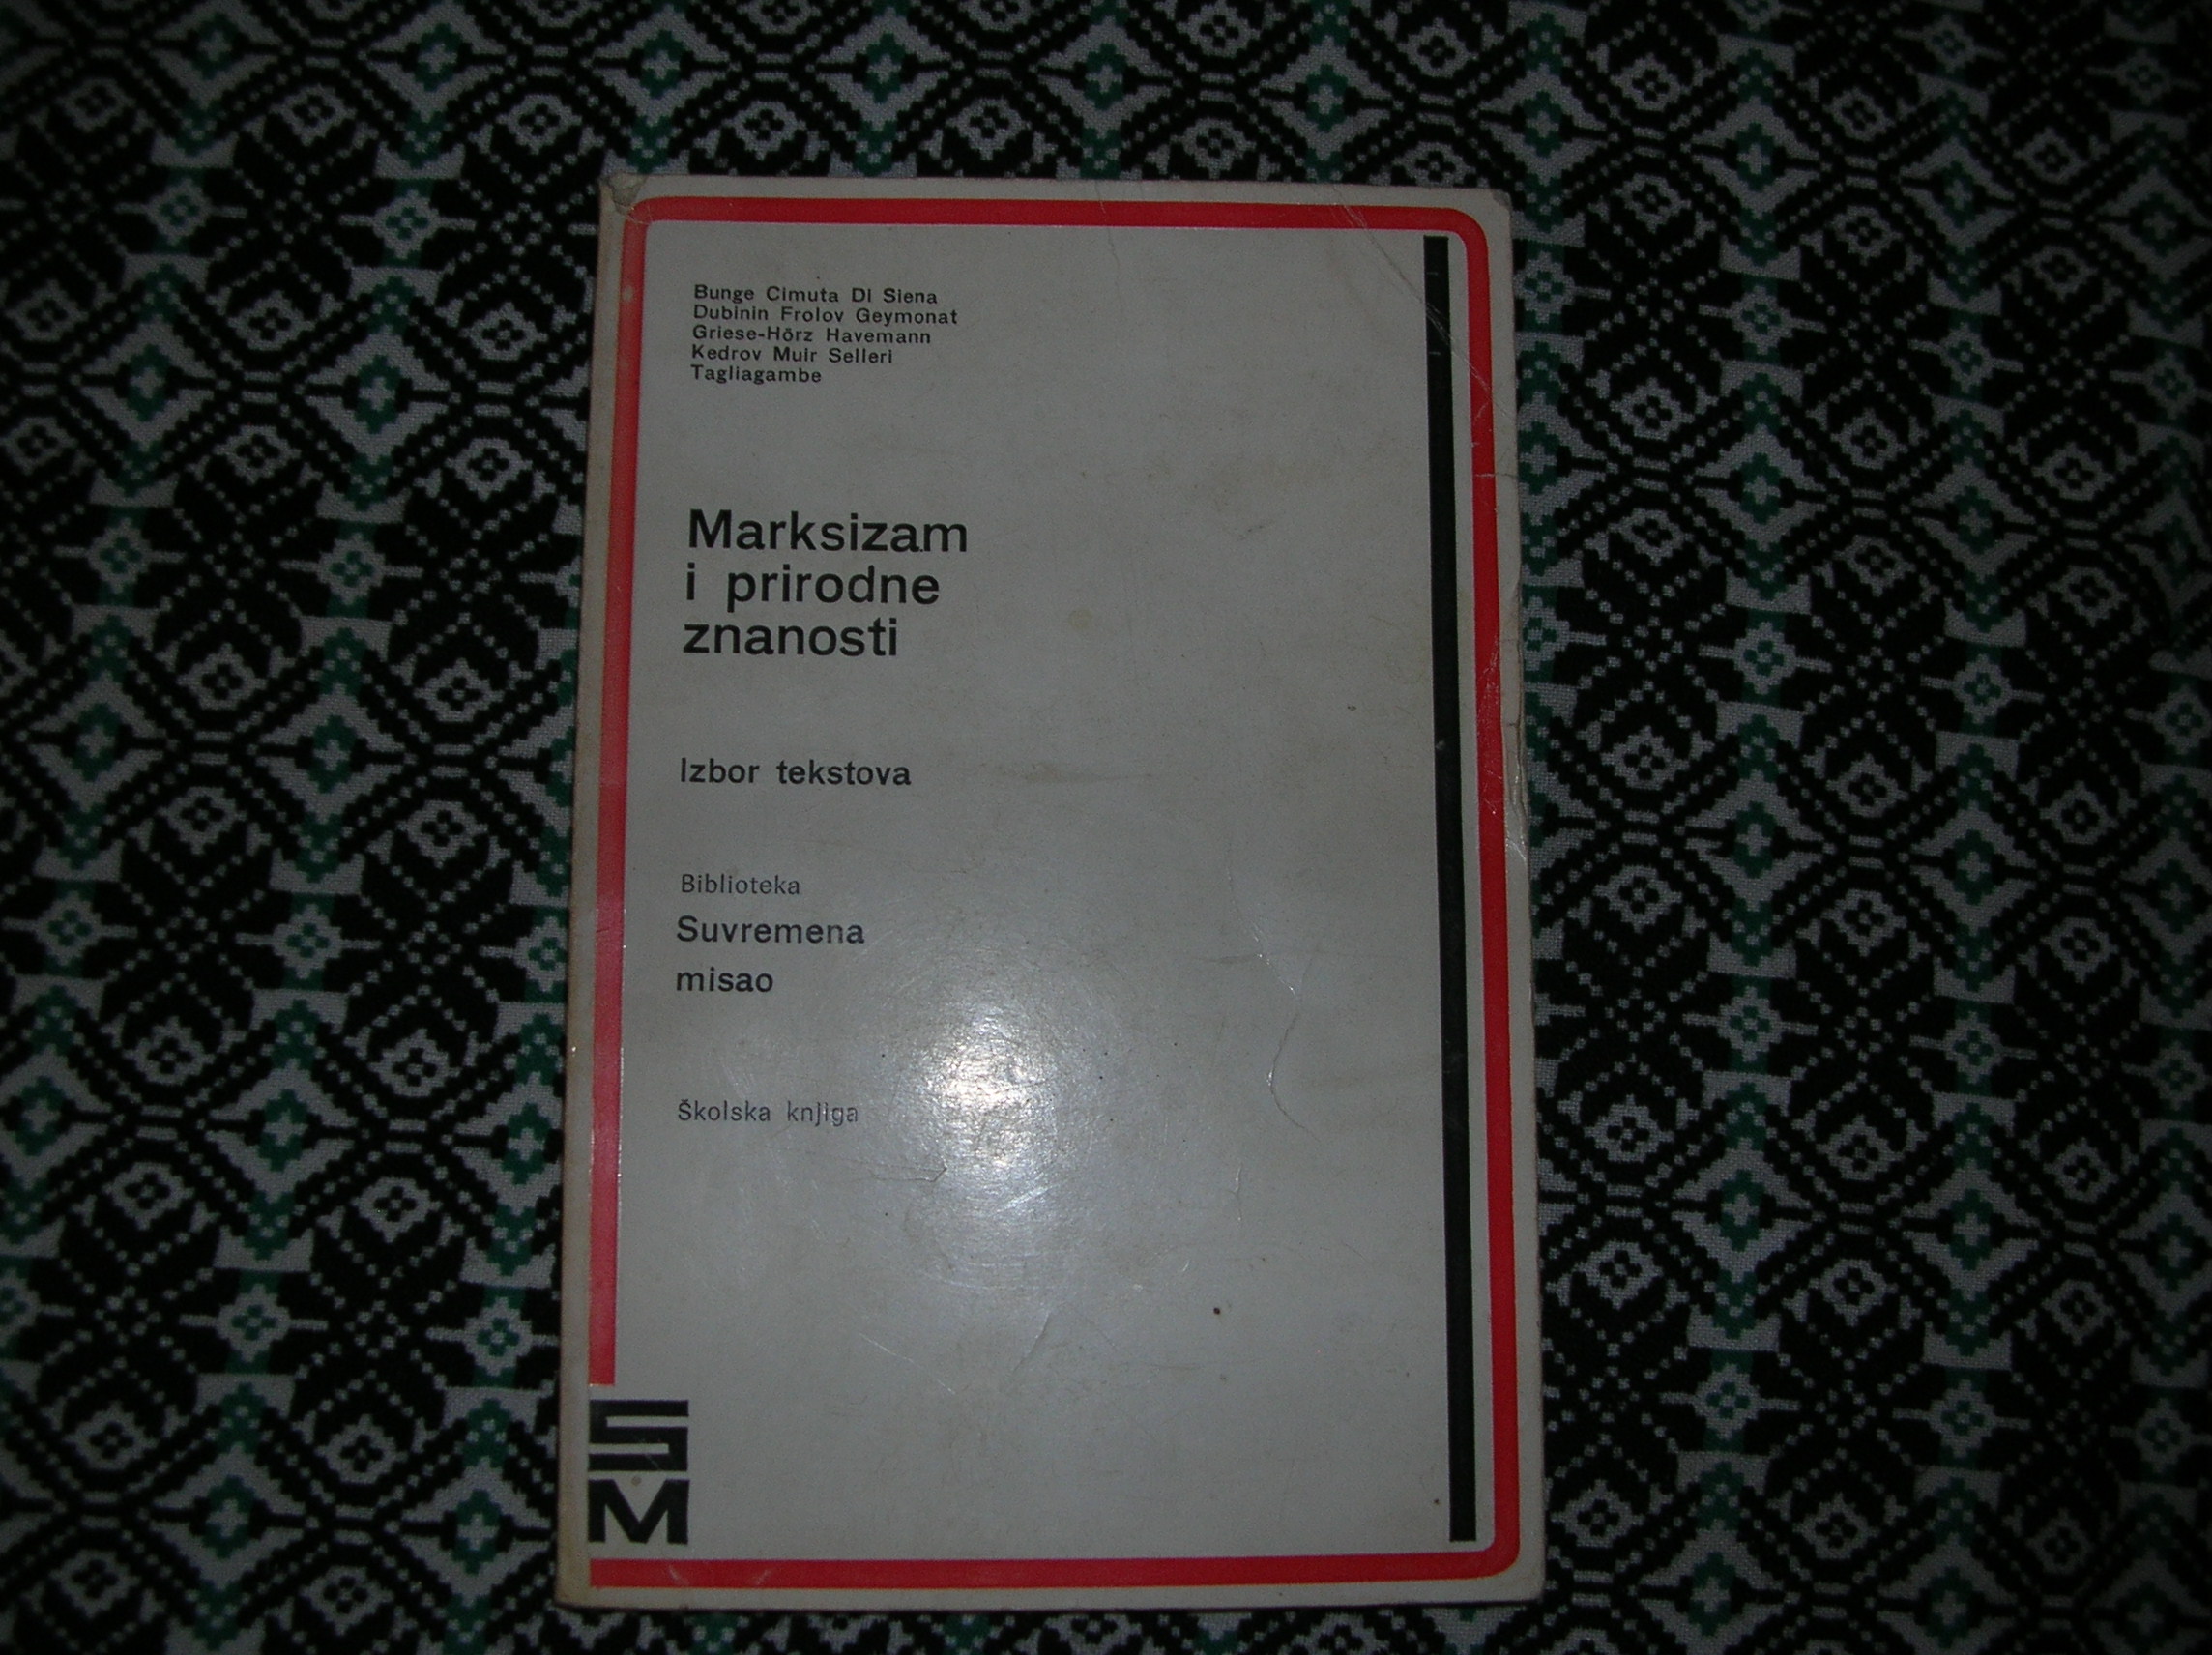 Bunge Cimuta DI Siena
Dubinin Frolov Geymonat
Griese-Hörz Havemann
Kedrov Muir Selleri
Tagliagambe
Marksizam
i prirodne
znanosti
Izbor tekstova
Biblioteka
Suvremena
misao
Školska knjiga
S
M